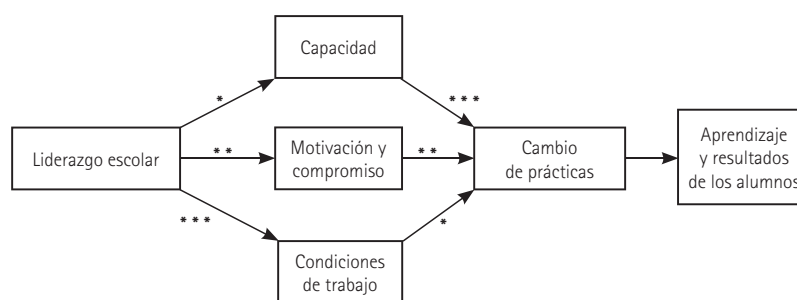 Capacidad
*
***
Liderazgo escolar
**
Motivación y
compromiso
**
Cambio
de prácticas
Aprendizaje
y resultados
de los alumnos
***
*
Condiciones
de trabajo